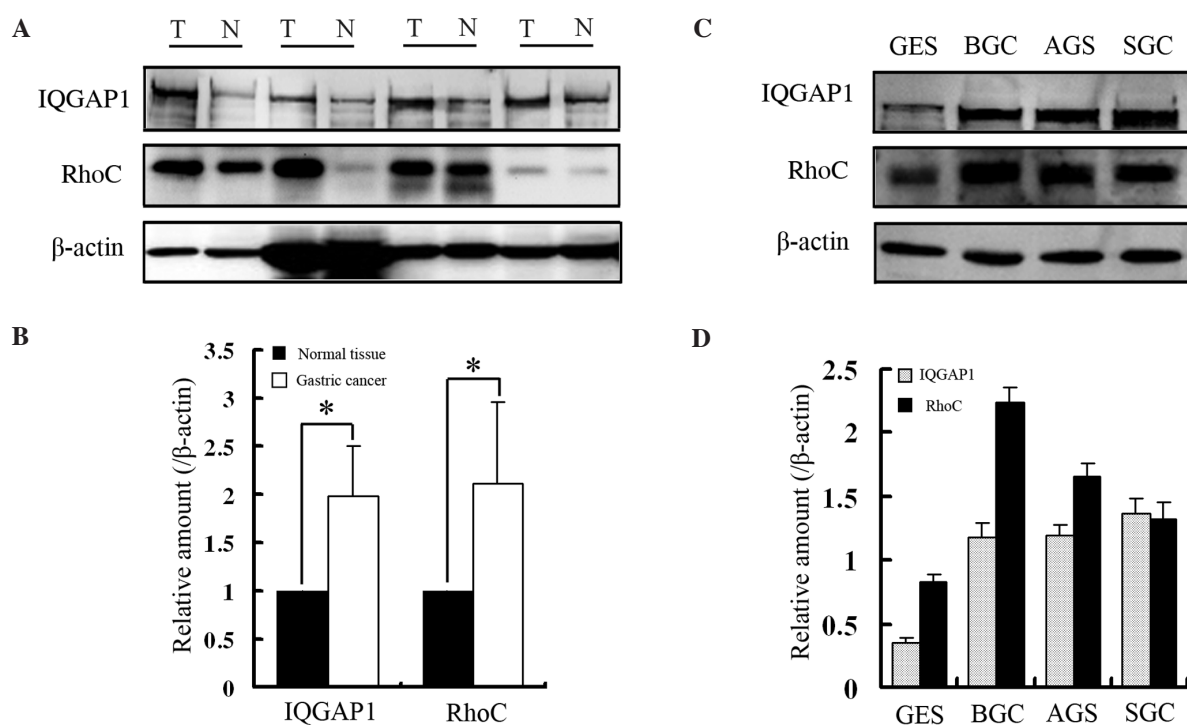 A
T N T N T N T N
IQGAP1
RhoC
β-actin
B
Relative amount (/β-actin)
3.5
3
2.5
2
1.5
1
0.5
0
Normal tissue
Gastric cancer
*
*
IQGAP1 RhoC
C
GES BGC AGS SGC
IQGAP1
RhoC
β-actin
D
Relative amount (/β-actin)
2.5
2
1.5
1
0.5
0
IQGAP1
RhoC
GES BGC AGS SGC